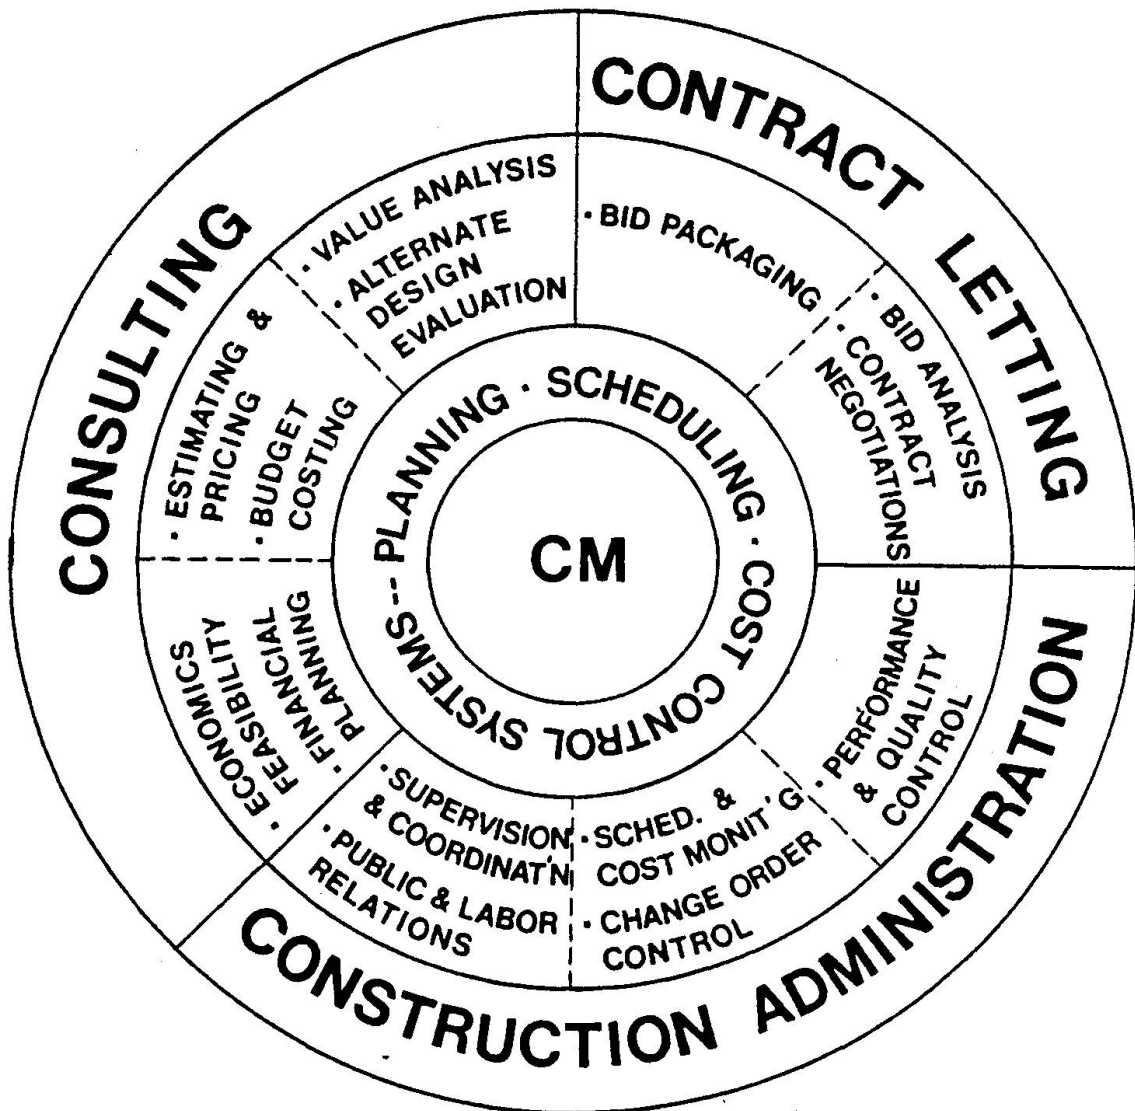 CONSULTING
CONTRACT LETTING
CONSTRUCTION ADMINISTRATION
· VALUE ANALYSIS
· ALTERNATE
DESIGN
EVALUATION
· BID PACKAGING
· BID ANALYSIS
· CONTRACT
NEGOTIATIONS
· PERFORMANCE
& QUALITY
CONTROL
· SCHED. &
COST MONIT'G
· CHANGE ORDER
CONTROL
· SUPERVISION
& COORDINAT'N
· PUBLIC & LABOR
RELATIONS
· ECONOMICS
FEASIBILITY
· FINANCIAL
PLANNING
· ESTIMATING &
PRICING
· BUDGET
COSTING
PLANNING · SCHEDULING · COST CONTROL SYSTEMS--
CM